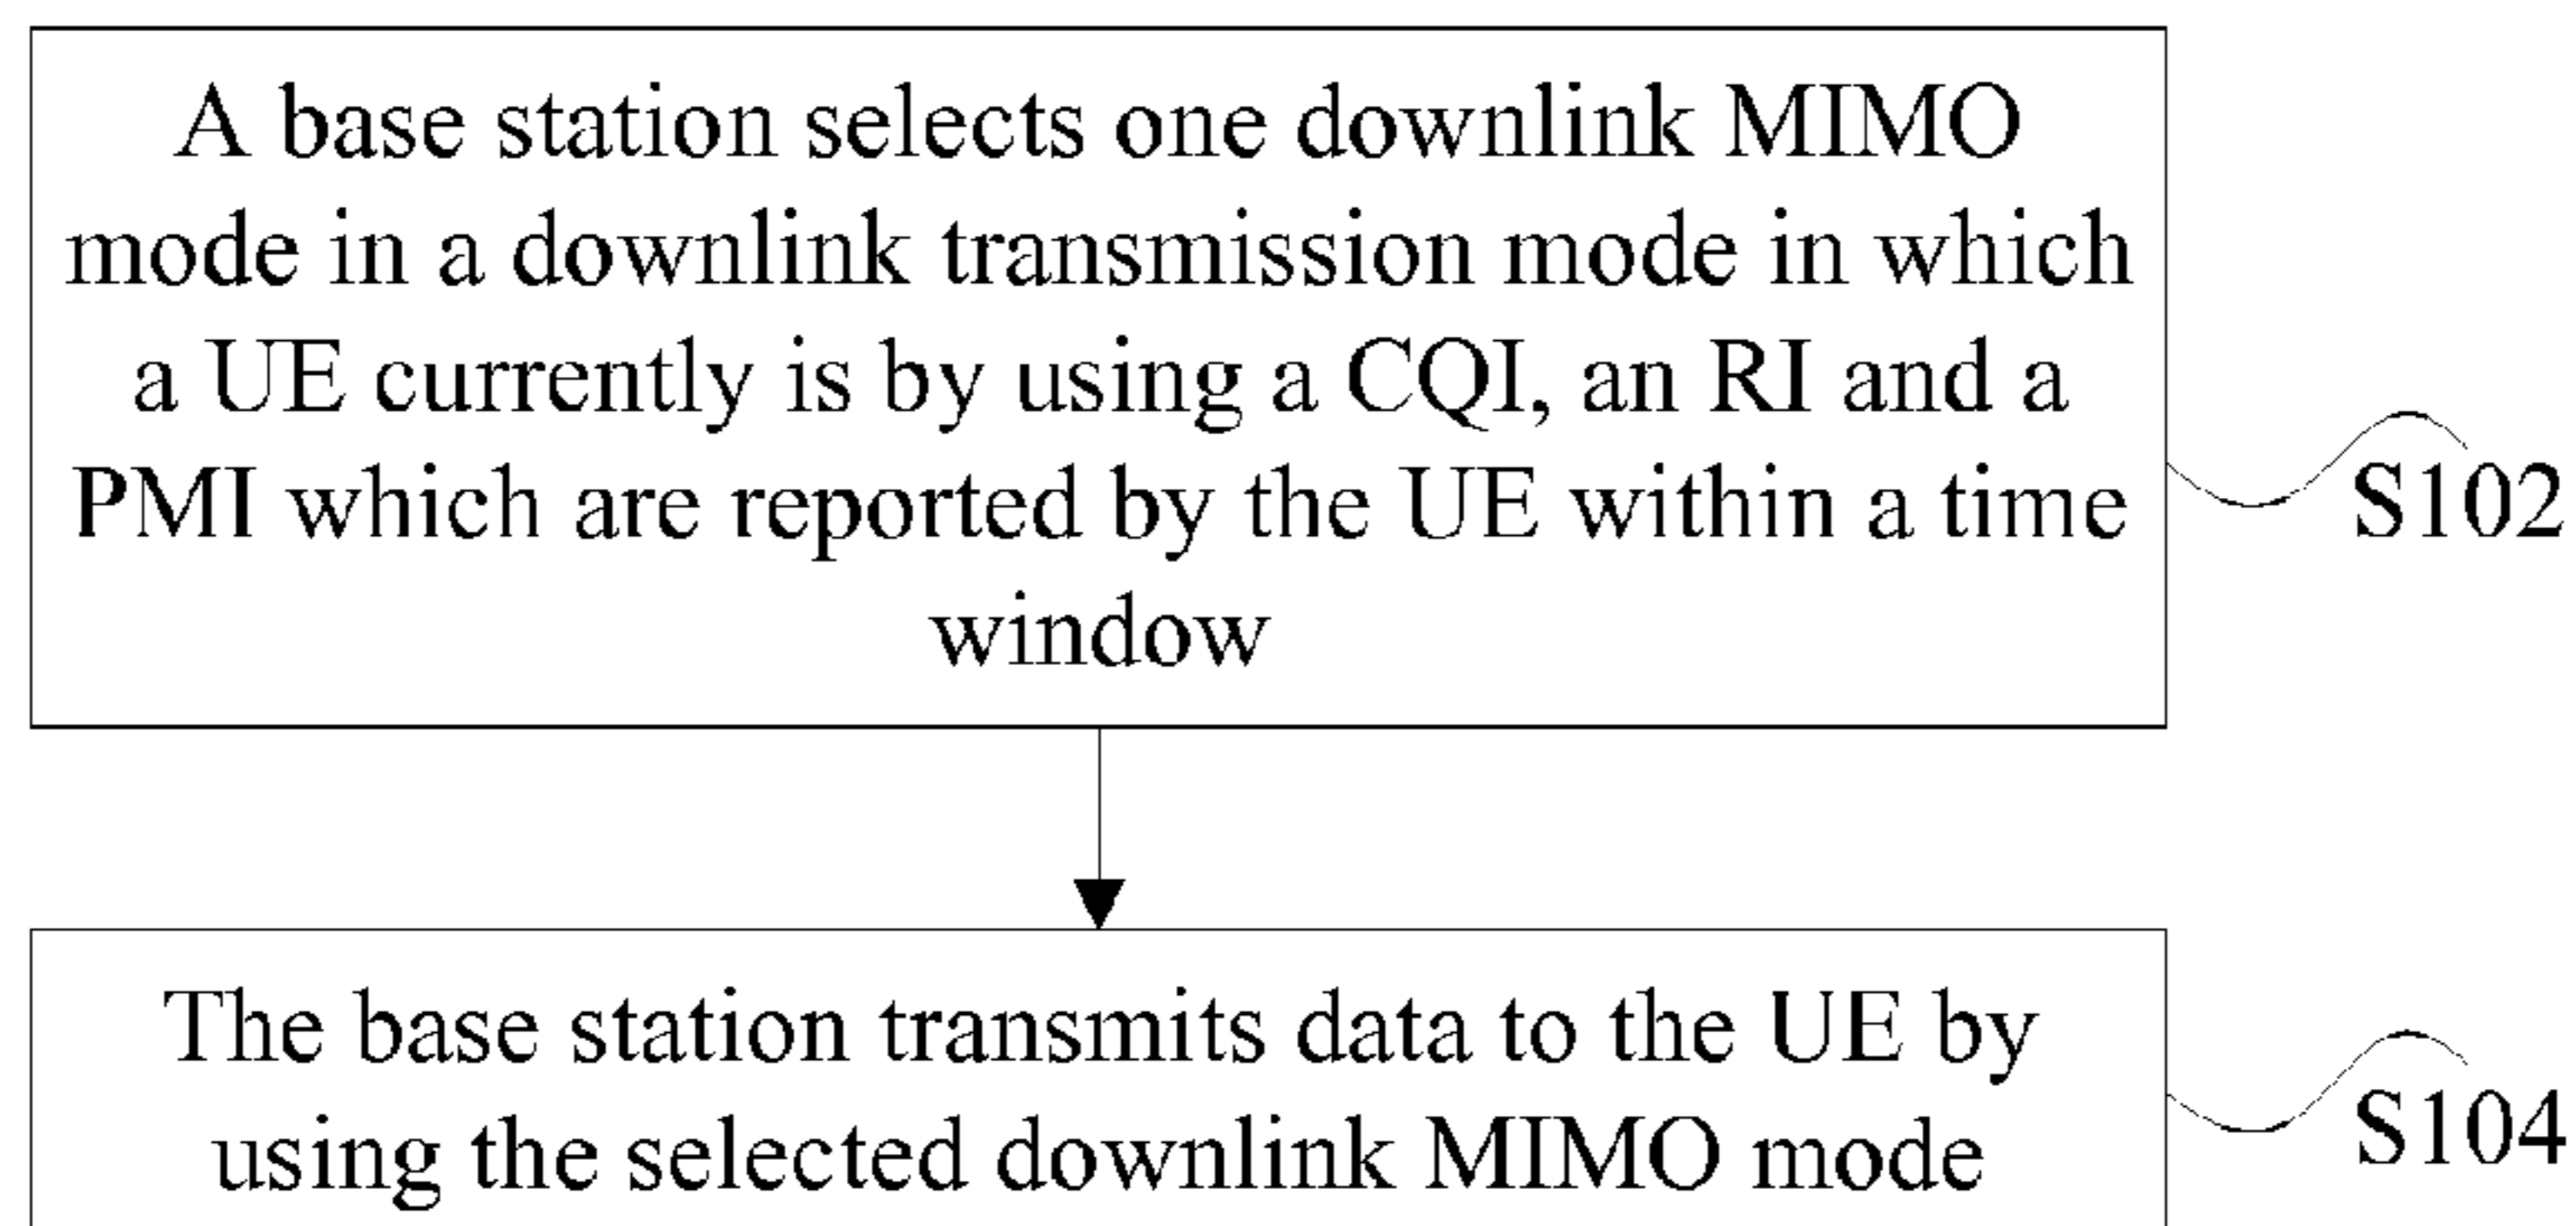 A base station selects one downlink MIMO
mode in a downlink transmission mode in which
a UE currently is by using a CQI, an RI and a
PMI which are reported by the UE within a time
window
S102
The base station transmits data to the UE by
using the selected downlink MIMO mode
S104